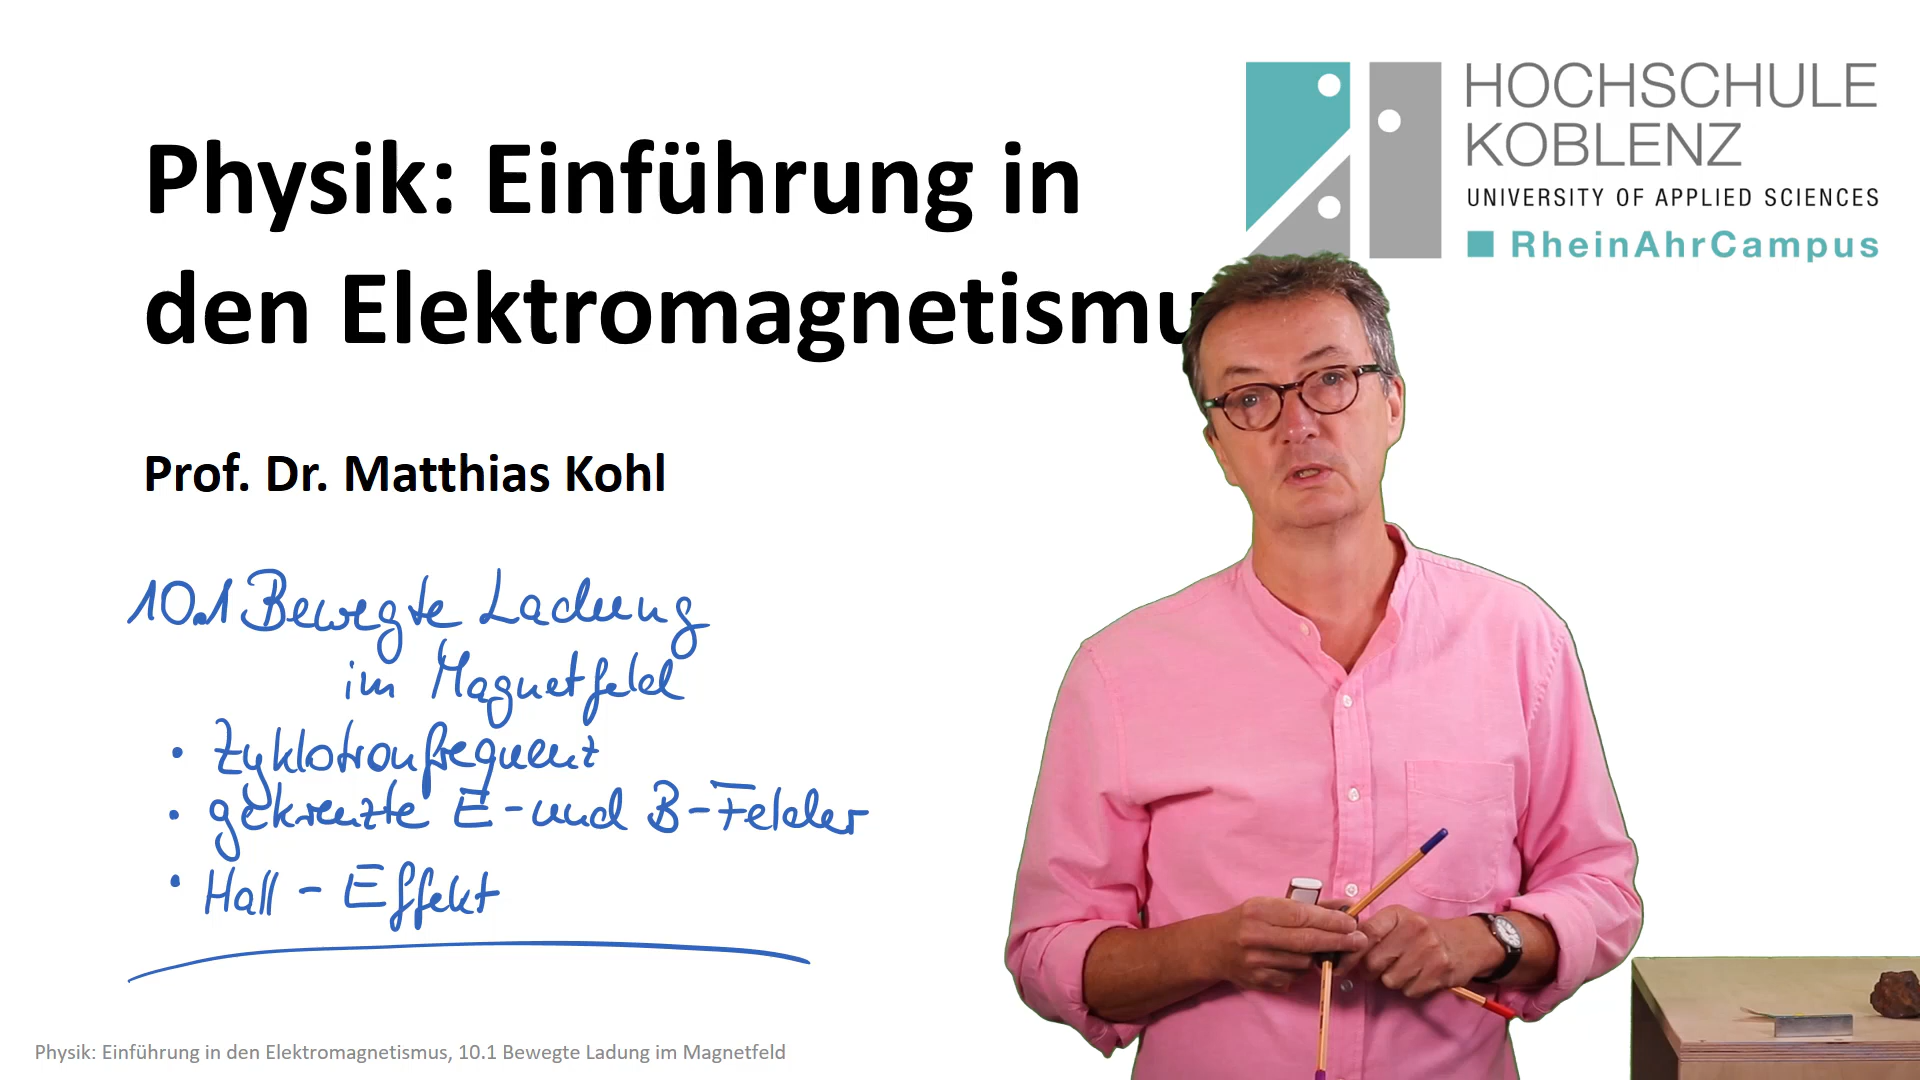 Physik: Einführung in
den Elektromagnetismu
HOCHSCHULE
KOBLENZ
UNIVERSITY OF APPLIED SCIENCES
RheinAhrCampus
Prof. Dr. Matthias Kohl
10.1 Bewegte Ladung
im Magnetfeld
• Zyklotronfrequenz
• gekreuzte E-und B-Felder
• Hall - Effekt
Physik: Einführung in den Elektromagnetismus, 10.1 Bewegte Ladung im Magnetfeld